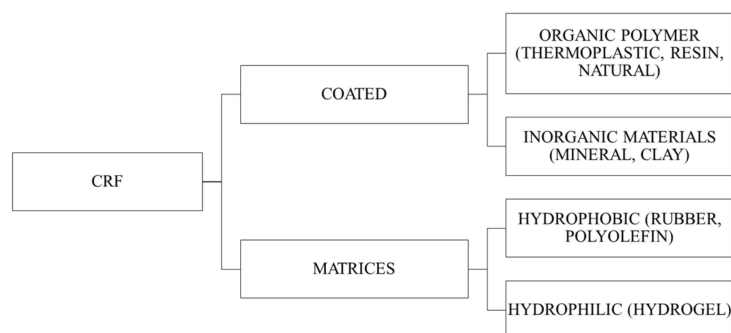 CRF
COATED
ORGANIC POLYMER
(THERMOPLASTIC, RESIN,
NATURAL)
INORGANIC MATERIALS
(MINERAL, CLAY)
MATRICES
HYDROPHOBIC (RUBBER,
POLYOLEFIN)
HYDROPHILIC (HYDROGEL)